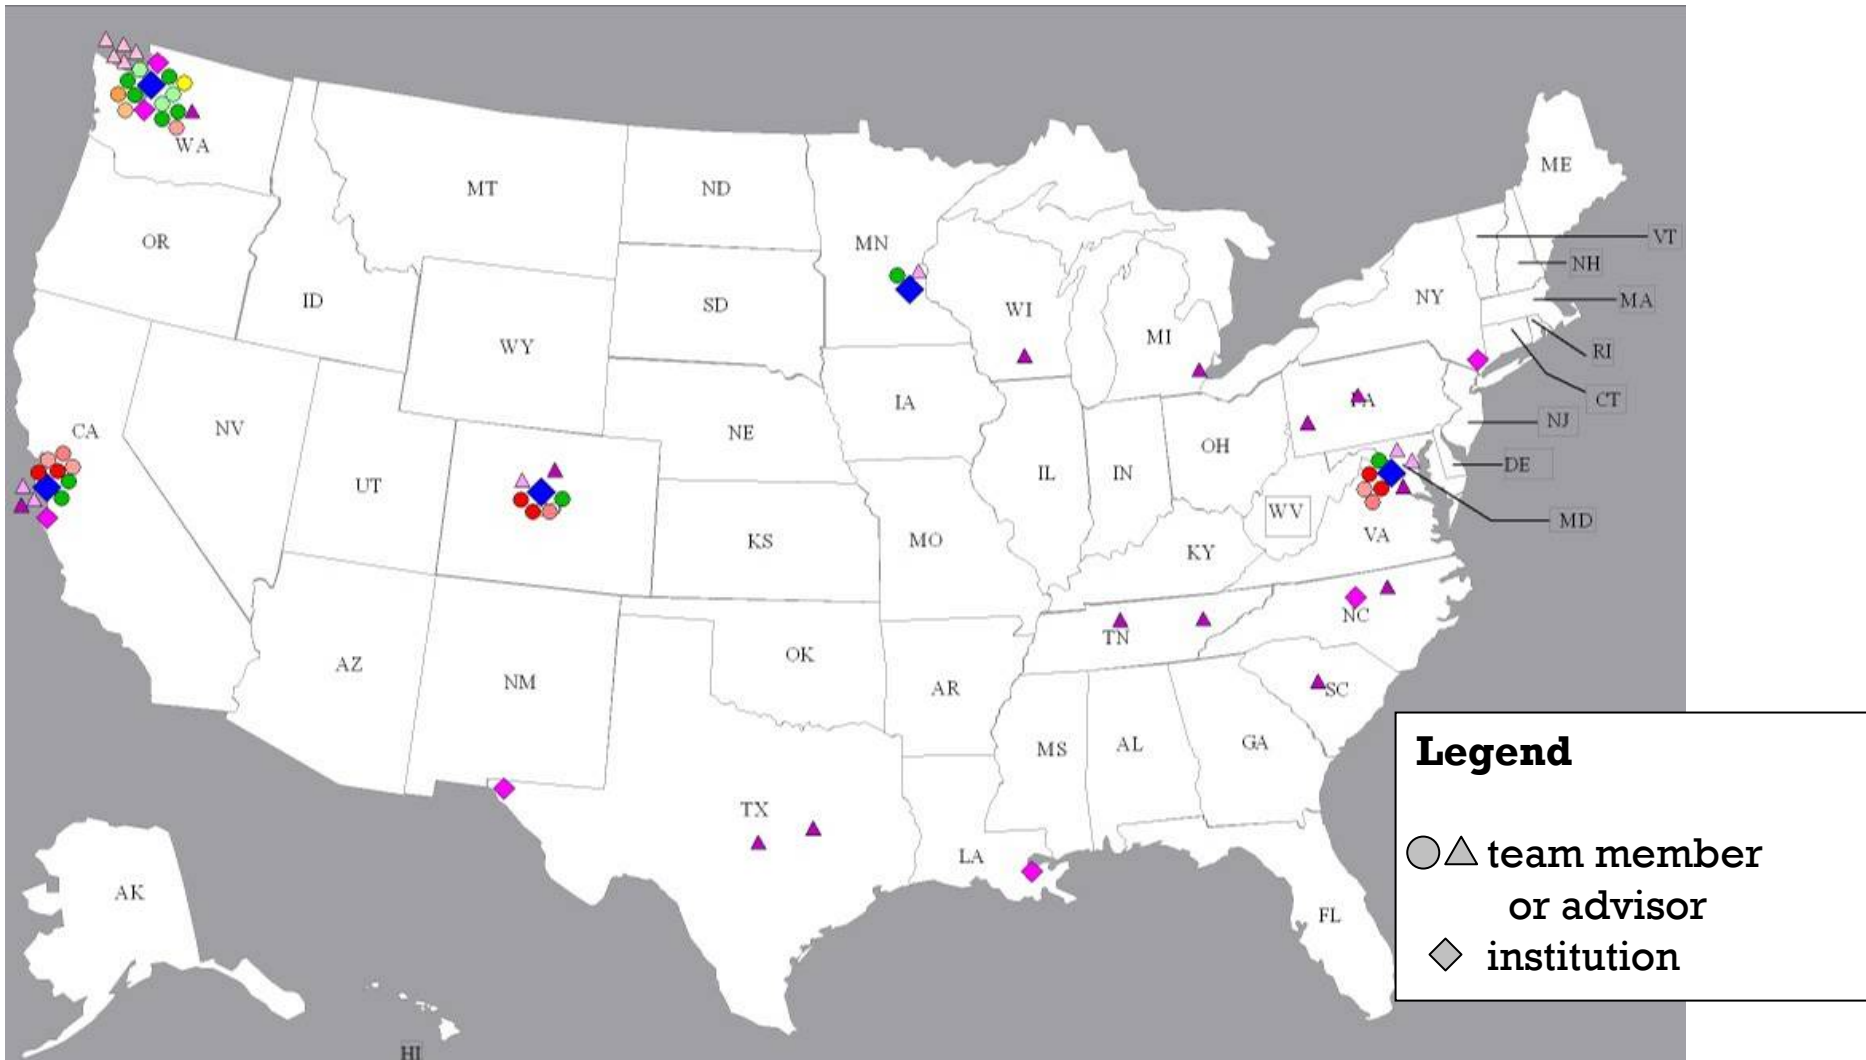 WA
MT
ND
MN
ME
OR
ID
SD
WI
MI
NY
VT
NH
MA
RI
CT
NJ
DE
MD
WY
IA
NE
PA
CA
NV
UT
KS
MO
IL
IN
OH
WV
VA
KY
AZ
NM
OK
AR
TN
NC
SC
MS
AL
GA
TX
LA
FL
AK
HI
Legend
team member
or advisor
institution